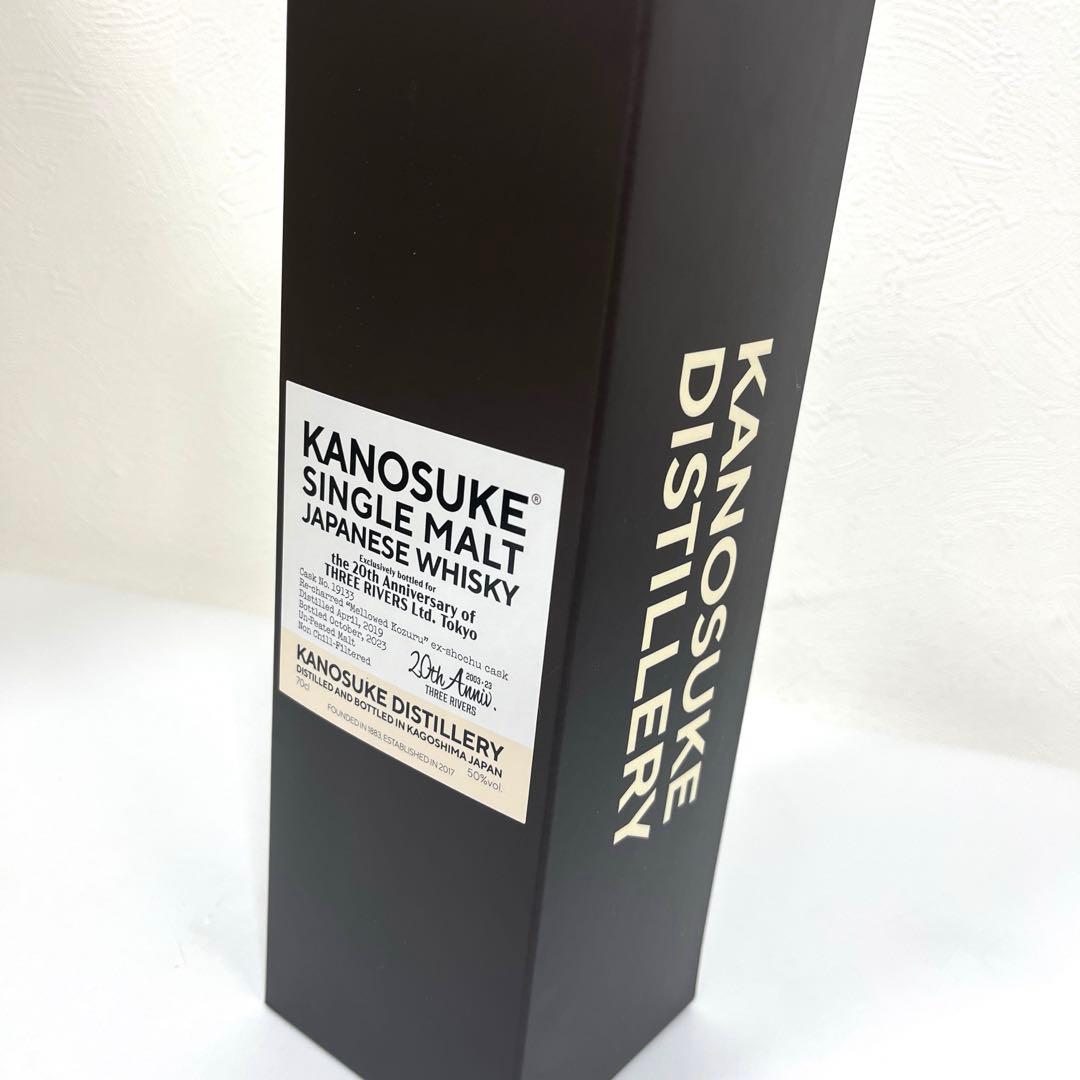 KANOSUKE®
SINGLE MALT
JAPANESE WHISKY
Exclusively bottled for
the 20th Anniversary of
THREE RIVERS Ltd. Tokyo
Cask No. 19133
Re-charred "Mellowed Kozuru" ex-shochu cask
Distilled April, 2019
Bottled October, 2023
Un-Peated Malt
Non Chill-Filtered
2003-23
20th Anniv.
THREE RIVERS
KANOSUKE DISTILLERY
DISTILLED AND BOTTLED IN KAGOSHIMA JAPAN
70cl
FOUNDED IN 1883, ESTABLISHED IN 2017
50%vol.
KANOSUKE
DISTILLERY